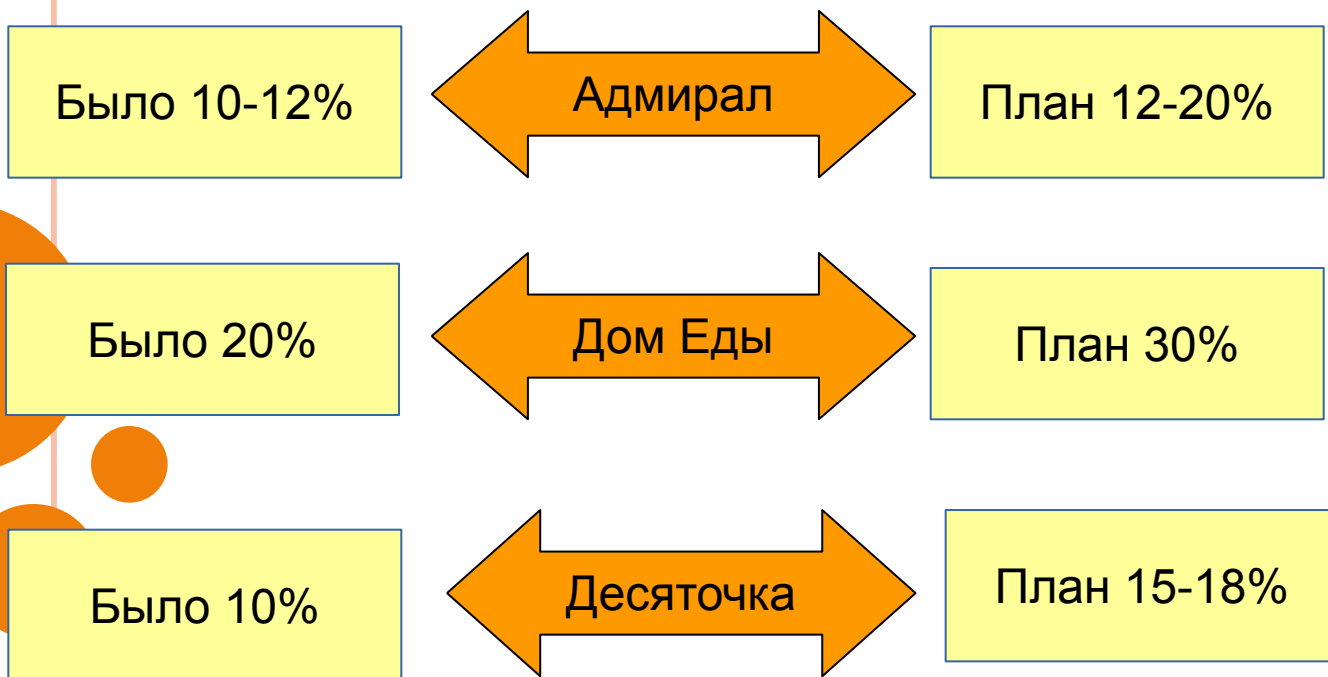 Было 10-12%
Адмирал
План 12-20%
Было 20%
Дом Еды
План 30%
Было 10%
Десяточка
План 15-18%